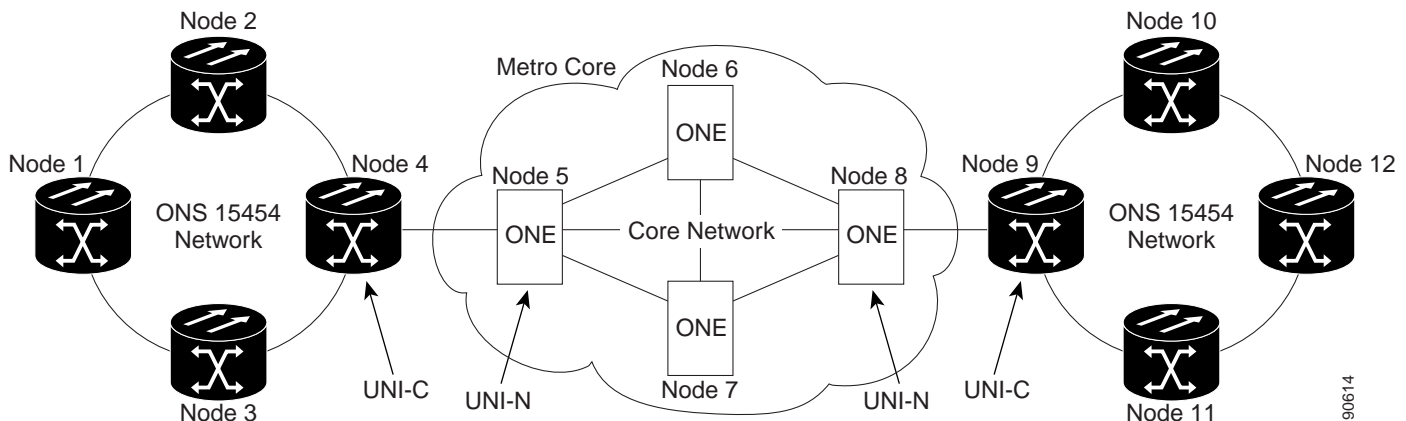 Node 2
Node 10
Metro Core
Node 6
ONE
Node 1
Node 4
Node 5
Node 8
Node 9
Node 12
ONS 15454
Network
ONE
Core Network
ONE
ONS 15454
Network
ONE
Node 3
UNI-C
UNI-N
Node 7
UNI-N
UNI-C
Node 11
90614